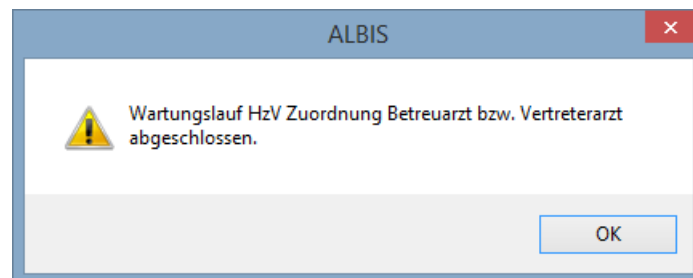 ALBIS
Wartungslauf HzV Zuordnung Betreuarzt bzw. Vertreterarzt
abgeschlossen.
OK